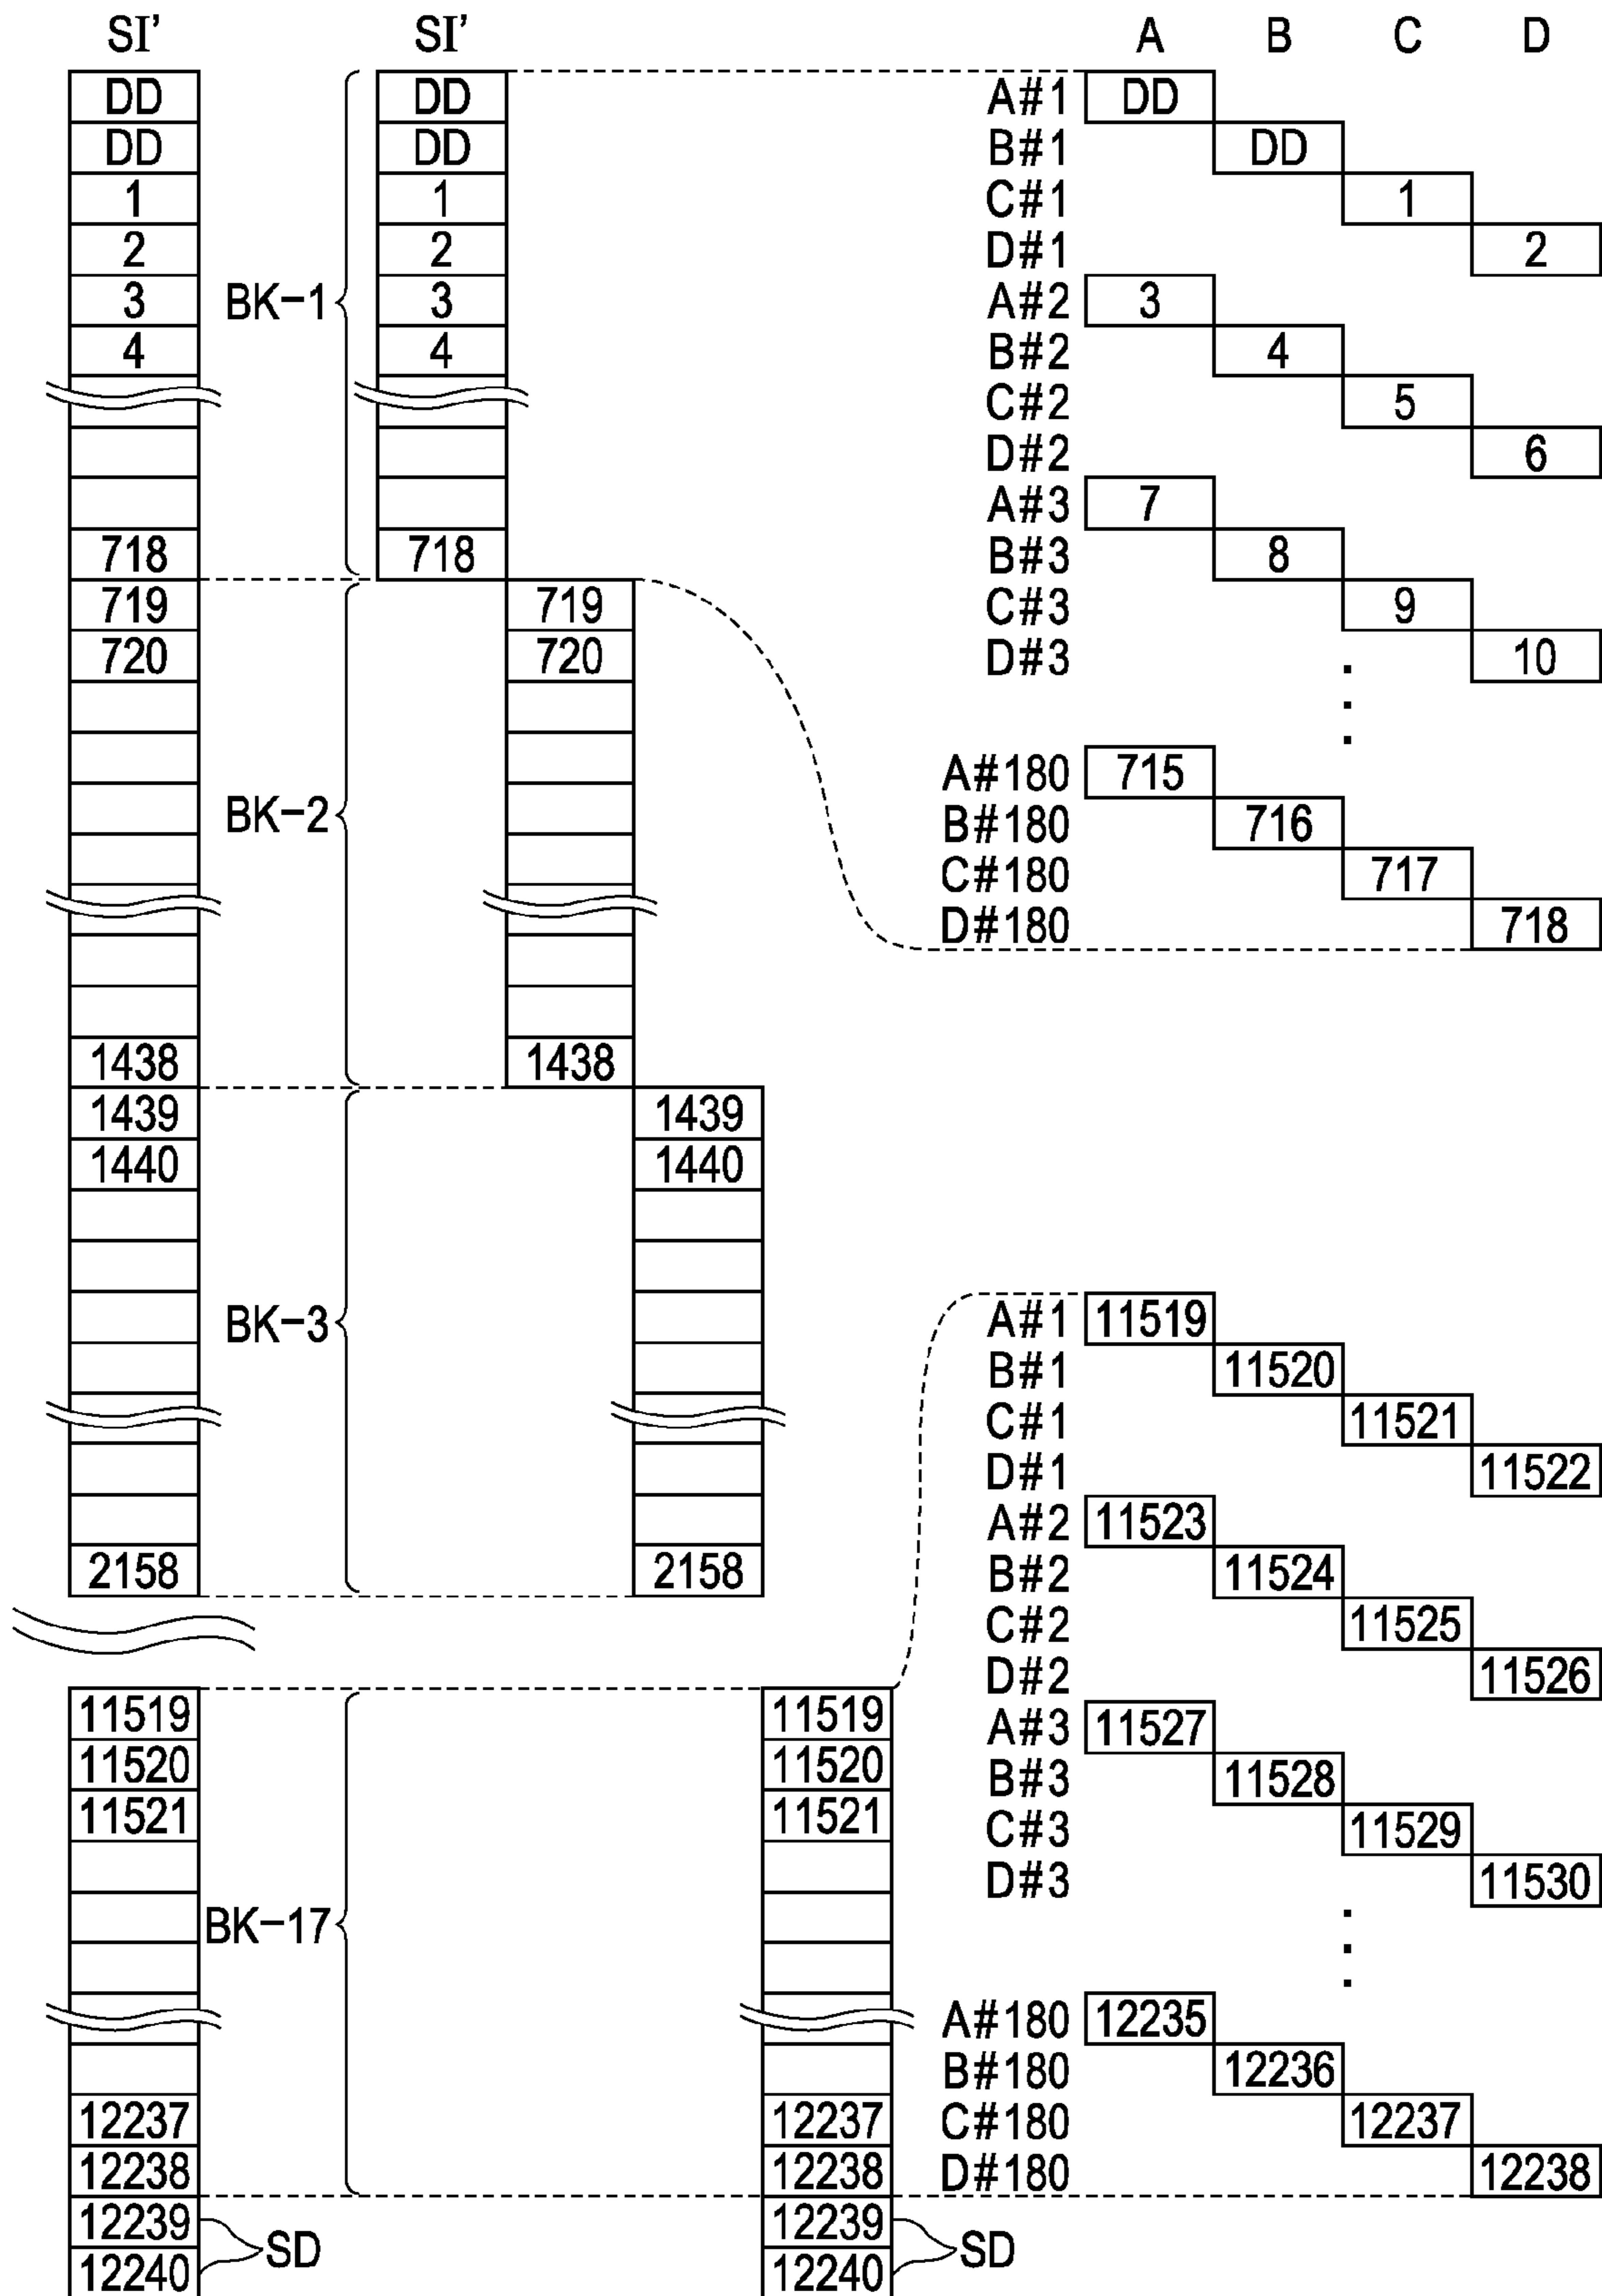 SI' SI' A B C D
DD DD A#1 DD
DD DD B#1 DD
1 1 C#1 1
2 2 D#1 2
3 BK-1 3 A#2 3
4 4 B#2 4
C#2 5
D#2 6
A#3 7
718 718 B#3 8
719 719 C#3 9
720 720 D#3 10
A#180 715
BK-2 B#180 716
C#180 717
D#180 718
1438 1438
1439 1439
1440 1440
BK-3 A#1 11519
B#1 11520
C#1 11521
D#1 11522
A#2 11523
2158 2158 B#2 11524
C#2 11525
D#2 11526
11519 11519 A#3 11527
11520 11520 B#3 11528
11521 11521 C#3 11529
D#3 11530
BK-17
A#180 12235
B#180 12236
12237 12237 C#180 12237
12238 12238 D#180 12238
12239 12239
SD SD
12240 12240